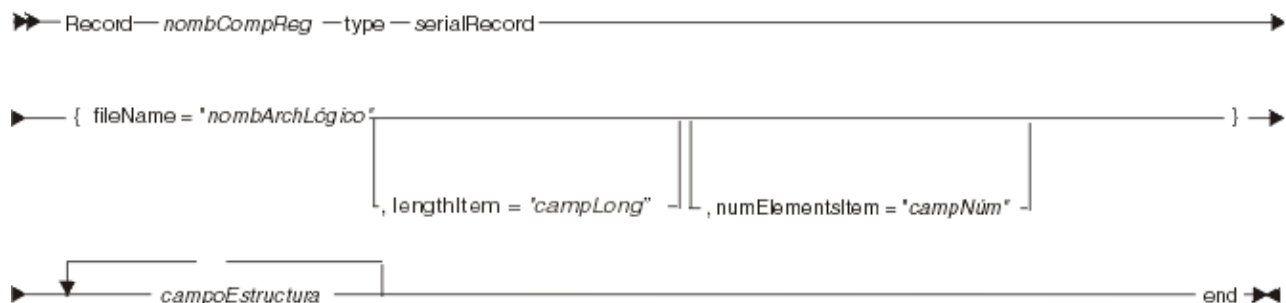 Record nombCompReg type serialRecord
{ fileName = "nombArchLógico" }
, lengthItem = "campLong" , numElementsItem = "campNúm"
campoEstructura end